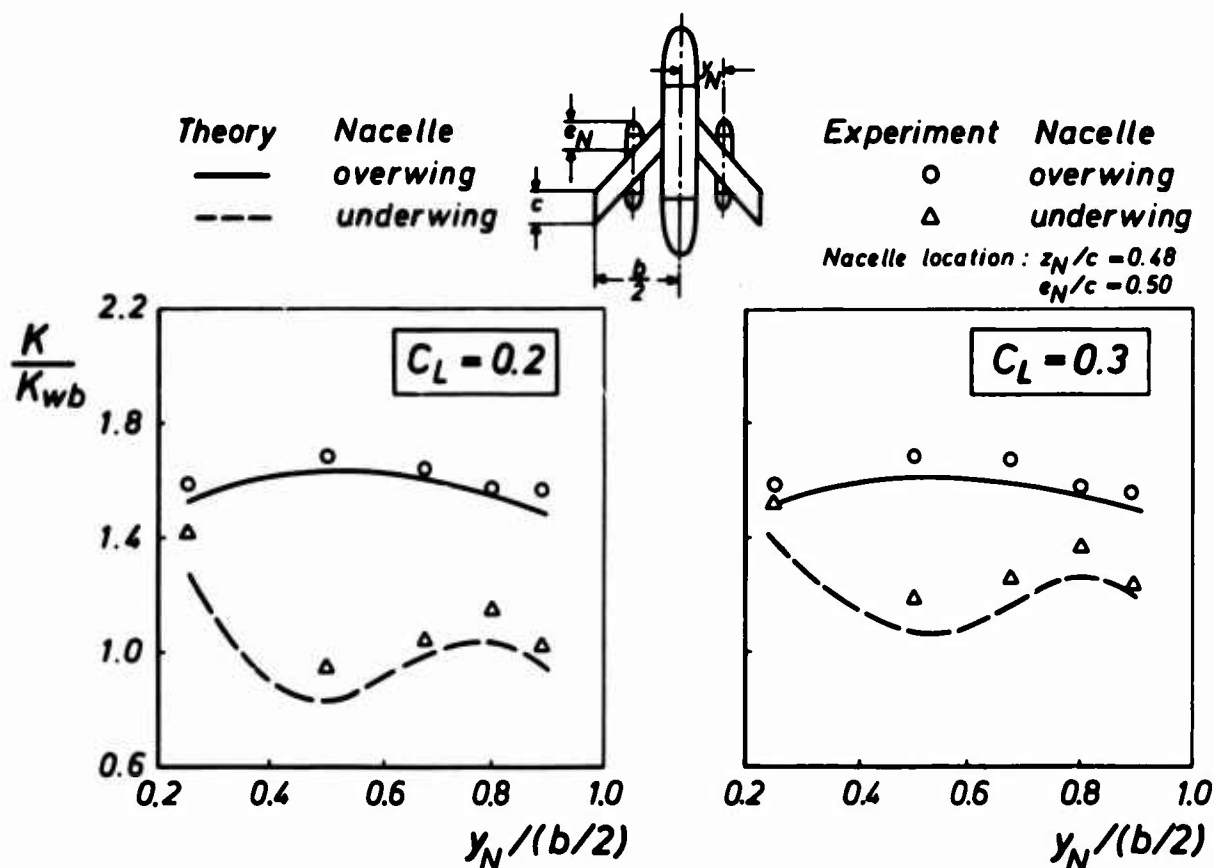 Theory Nacelle
overwing
underwing
y_N
e_N
c
b/2
Experiment Nacelle
overwing
underwing
Nacelle location : z_N/c = 0.48
e_N/c = 0.50
K/K_wb
2.2
1.8
1.4
1.0
0.6
C_L = 0.2
0.2 0.4 0.6 0.8 1.0
y_N/(b/2)
C_L = 0.3
0.2 0.4 0.6 0.8 1.0
y_N/(b/2)